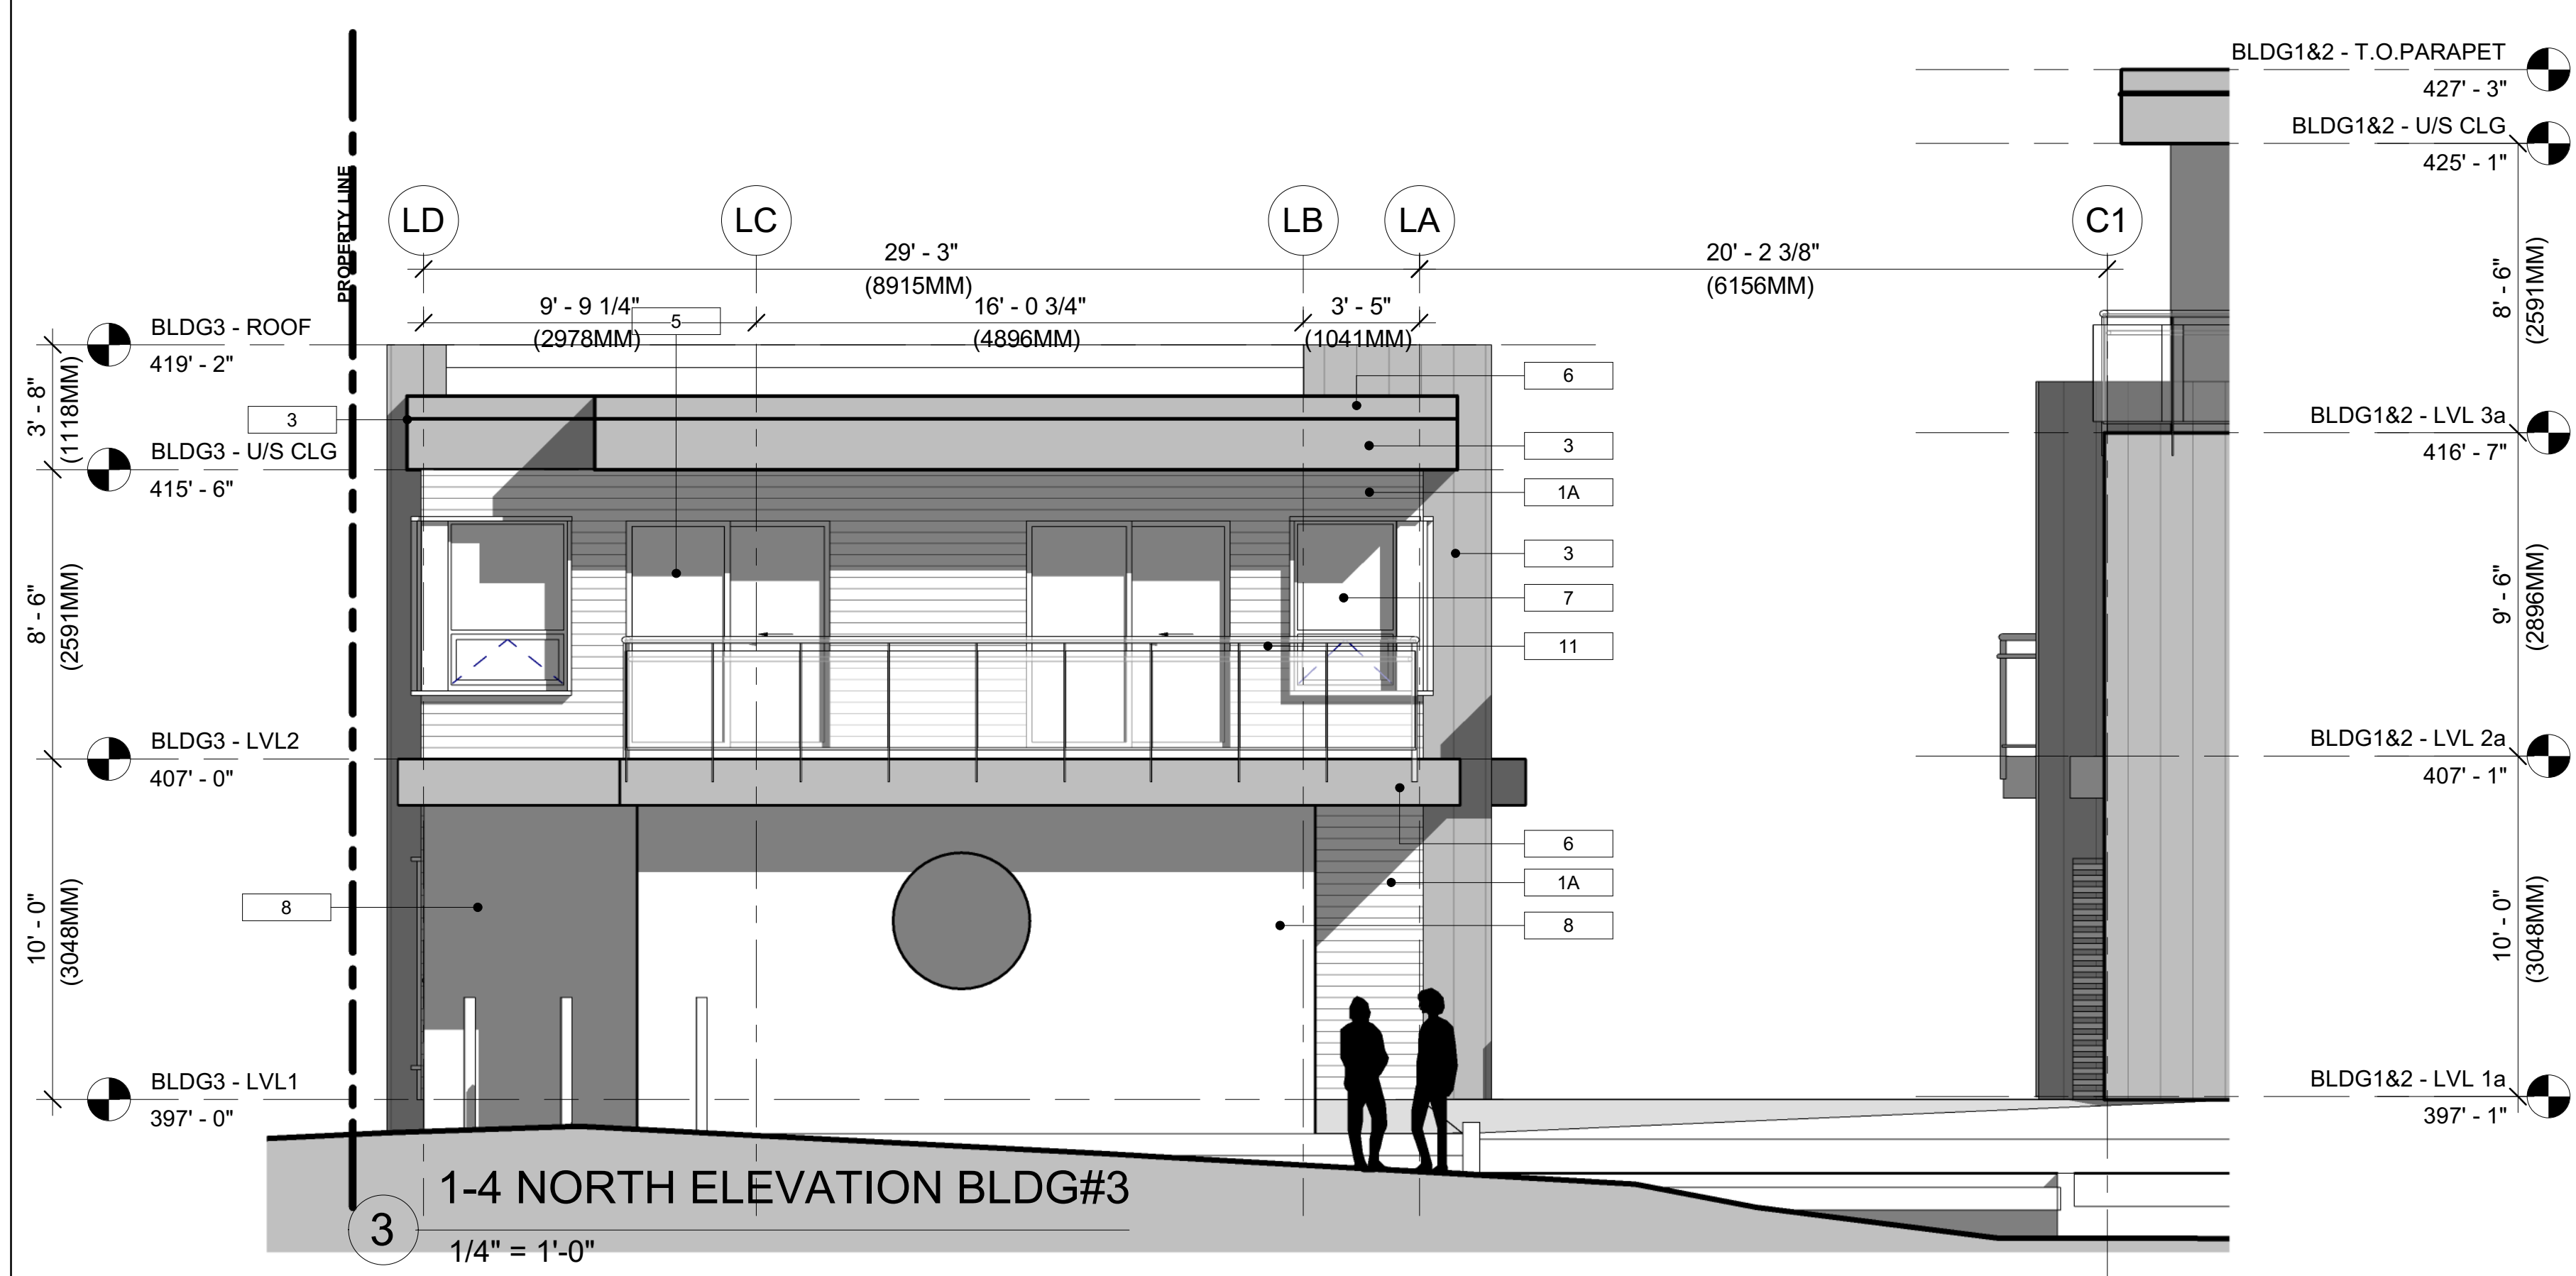 BLDG1&2 - T.O.PARAPET
427' - 3"
BLDG1&2 - U/S CLG
425' - 1"
PROPERTY LINE
LD
LC
LB
LA
C1
29' - 3"
(8915MM)
20' - 2 3/8"
(6156MM)
9' - 9 1/4"
(2978MM)
5
16' - 0 3/4"
(4896MM)
3' - 5"
(1041MM)
8' - 6"
(2591MM)
BLDG3 - ROOF
419' - 2"
3' - 8"
(1118MM)
3
BLDG3 - U/S CLG
415' - 6"
6
3
1A
3
7
11
BLDG1&2 - LVL 3a
416' - 7"
8' - 6"
(2591MM)
9' - 6"
(2896MM)
BLDG3 - LVL2
407' - 0"
BLDG1&2 - LVL 2a
407' - 1"
6
1A
8
8
10' - 0"
(3048MM)
10' - 0"
(3048MM)
BLDG3 - LVL1
397' - 0"
BLDG1&2 - LVL 1a
397' - 1"
3
1-4 NORTH ELEVATION BLDG#3
1/4" = 1'-0"